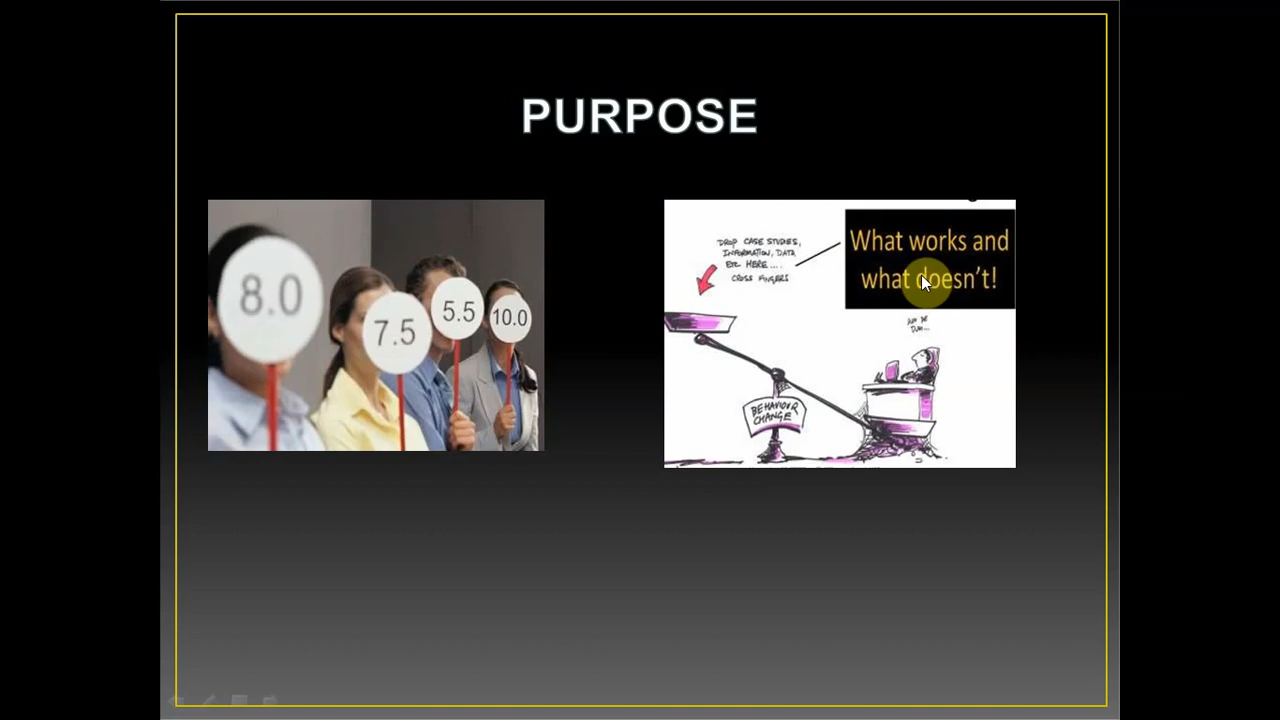 PURPOSE
8.0
7.5
5.5
10.0
DROP CASE STUDIES,
INFORMATION, DATA
ETC HERE....
CROSS FINGERS
What works and
what doesn't!
BEHAVIOUR
CHANGE